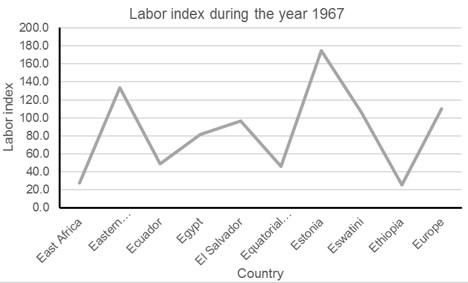 Labor index during the year 1967
200.0
180.0
160.0
140.0
120.0
100.0
80.0
60.0
40.0
20.0
0.0
Labor index
East Africa
Eastern...
Ecuador
Egypt
El Salvador
Equatorial...
Estonia
Eswatini
Ethiopia
Europe
Country